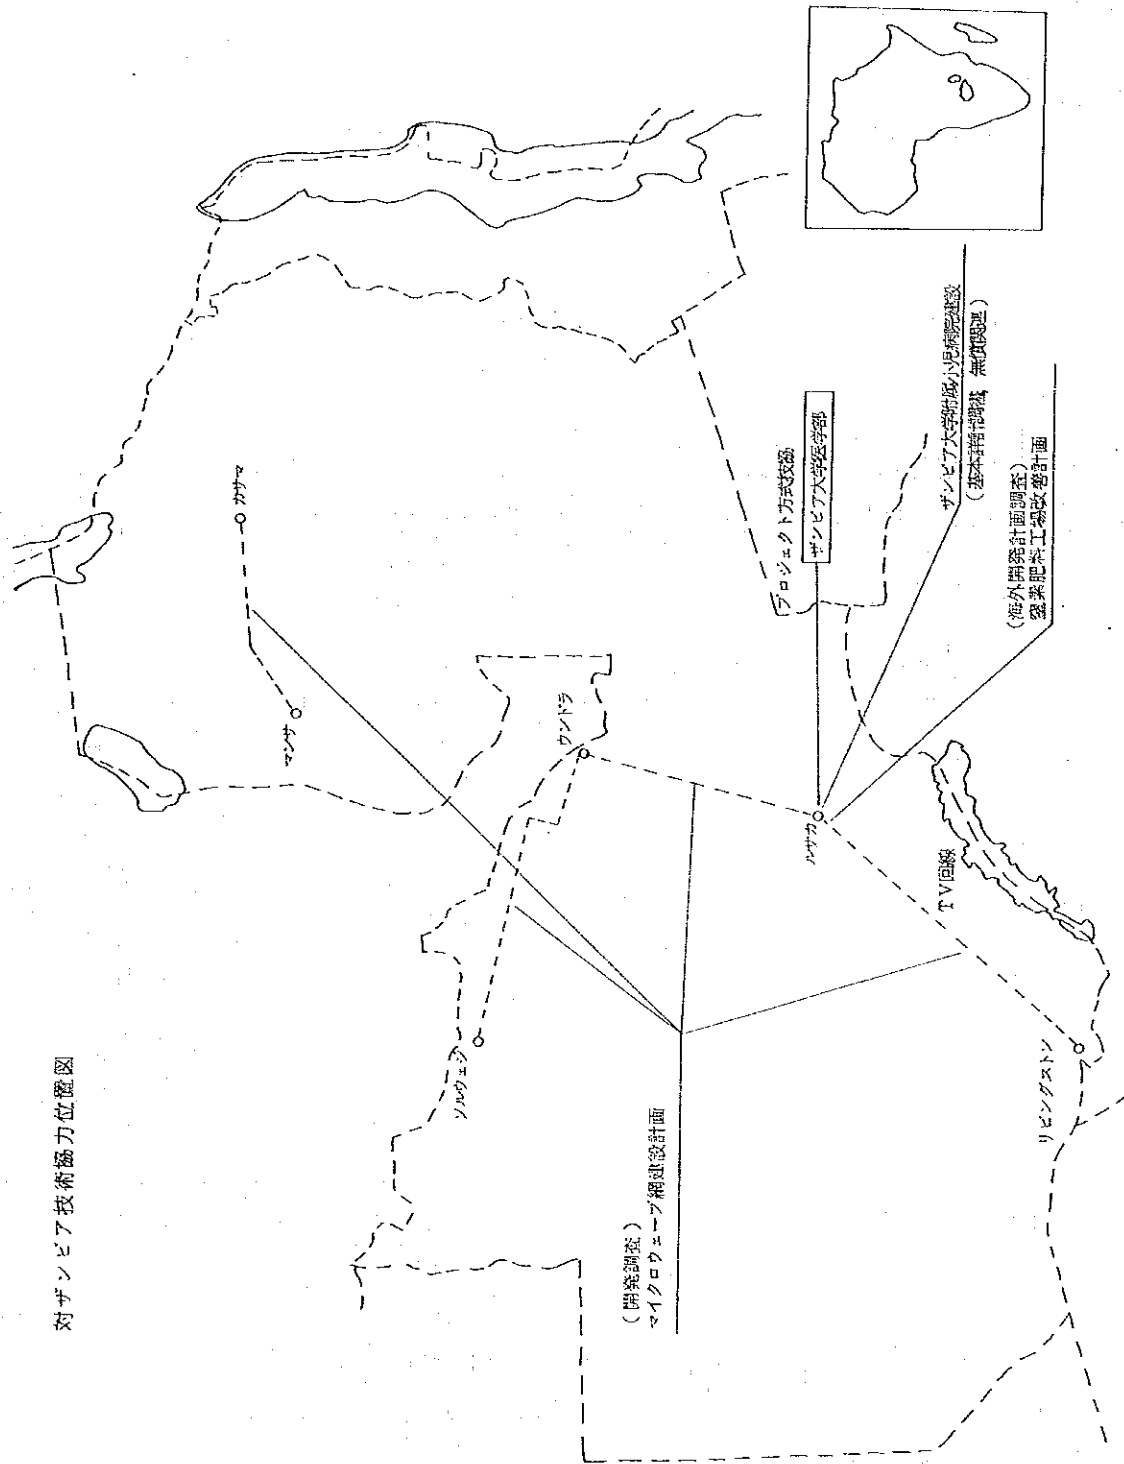 対ザンビア技術協力位置図
カサマ
マンサ
ウンドラ
ソルウェジ
(開発調査)
マイクロウェーブ網建設計画
プロジェクト方式技協
ザンビア大学医学部
ルサカ
TV回線
リビングストン
ザンビア大学附属小児病院建設
(基本設計調査 無償関連)
(海外開発計画調査)
窒素肥料工場改善計画